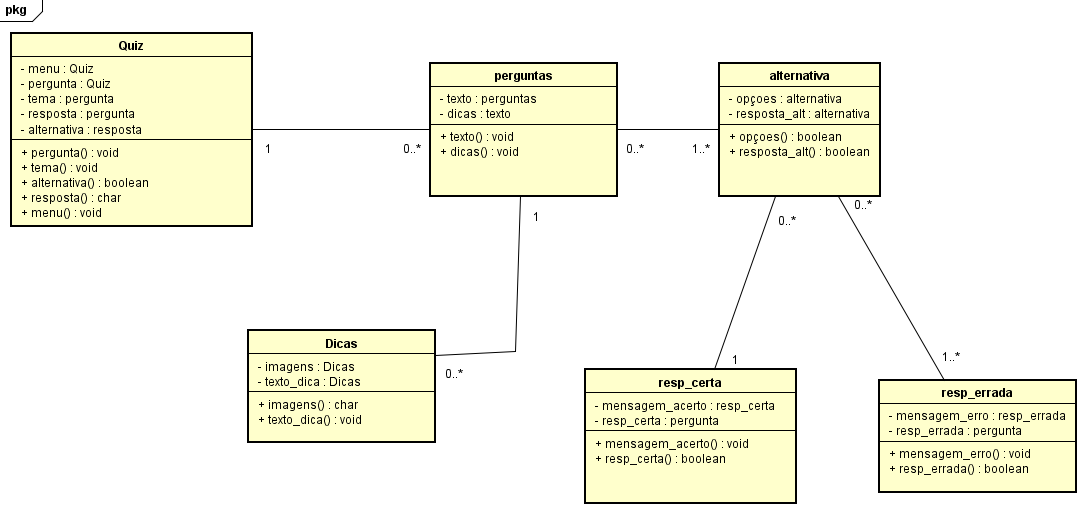 pkg
Quiz
- menu : Quiz
- pergunta : Quiz
- tema : pergunta
- resposta : pergunta
- alternativa : resposta
+ pergunta() : void
+ tema() : void
+ alternativa() : boolean
+ resposta() : char
+ menu() : void
1
0..*
perguntas
- texto : perguntas
- dicas : texto
+ texto() : void
+ dicas() : void
0..*
1..*
alternativa
- opçoes : alternativa
- resposta_alt : alternativa
+ opçoes() : boolean
+ resposta_alt() : boolean
1
0..*
Dicas
- imagens : Dicas
- texto_dica : Dicas
+ imagens() : char
+ texto_dica() : void
0..*
1
resp_certa
- mensagem_acerto : resp_certa
- resp_certa : pergunta
+ mensagem_acerto() : void
+ resp_certa() : boolean
0..*
1..*
resp_errada
- mensagem_erro : resp_errada
- resp_errada : pergunta
+ mensagem_erro() : void
+ resp_errada() : boolean